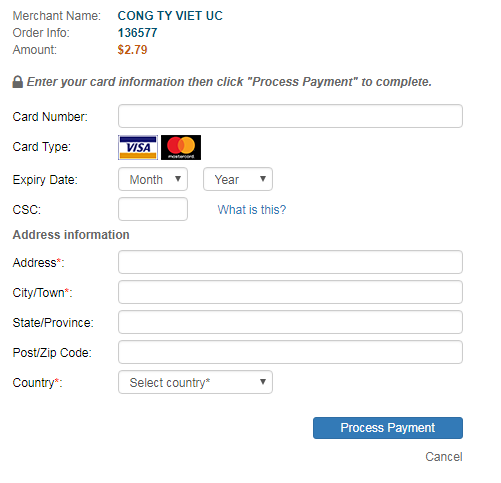 Merchant Name: CONG TY VIET UC
Order Info: 136577
Amount: $2.79
Enter your card information then click "Process Payment" to complete.
Card Number:
Card Type: VISA mastercard
Expiry Date: Month Year
CSC: What is this?
Address information
Address*:
City/Town*:
State/Province:
Post/Zip Code:
Country*: Select country*
Process Payment
Cancel